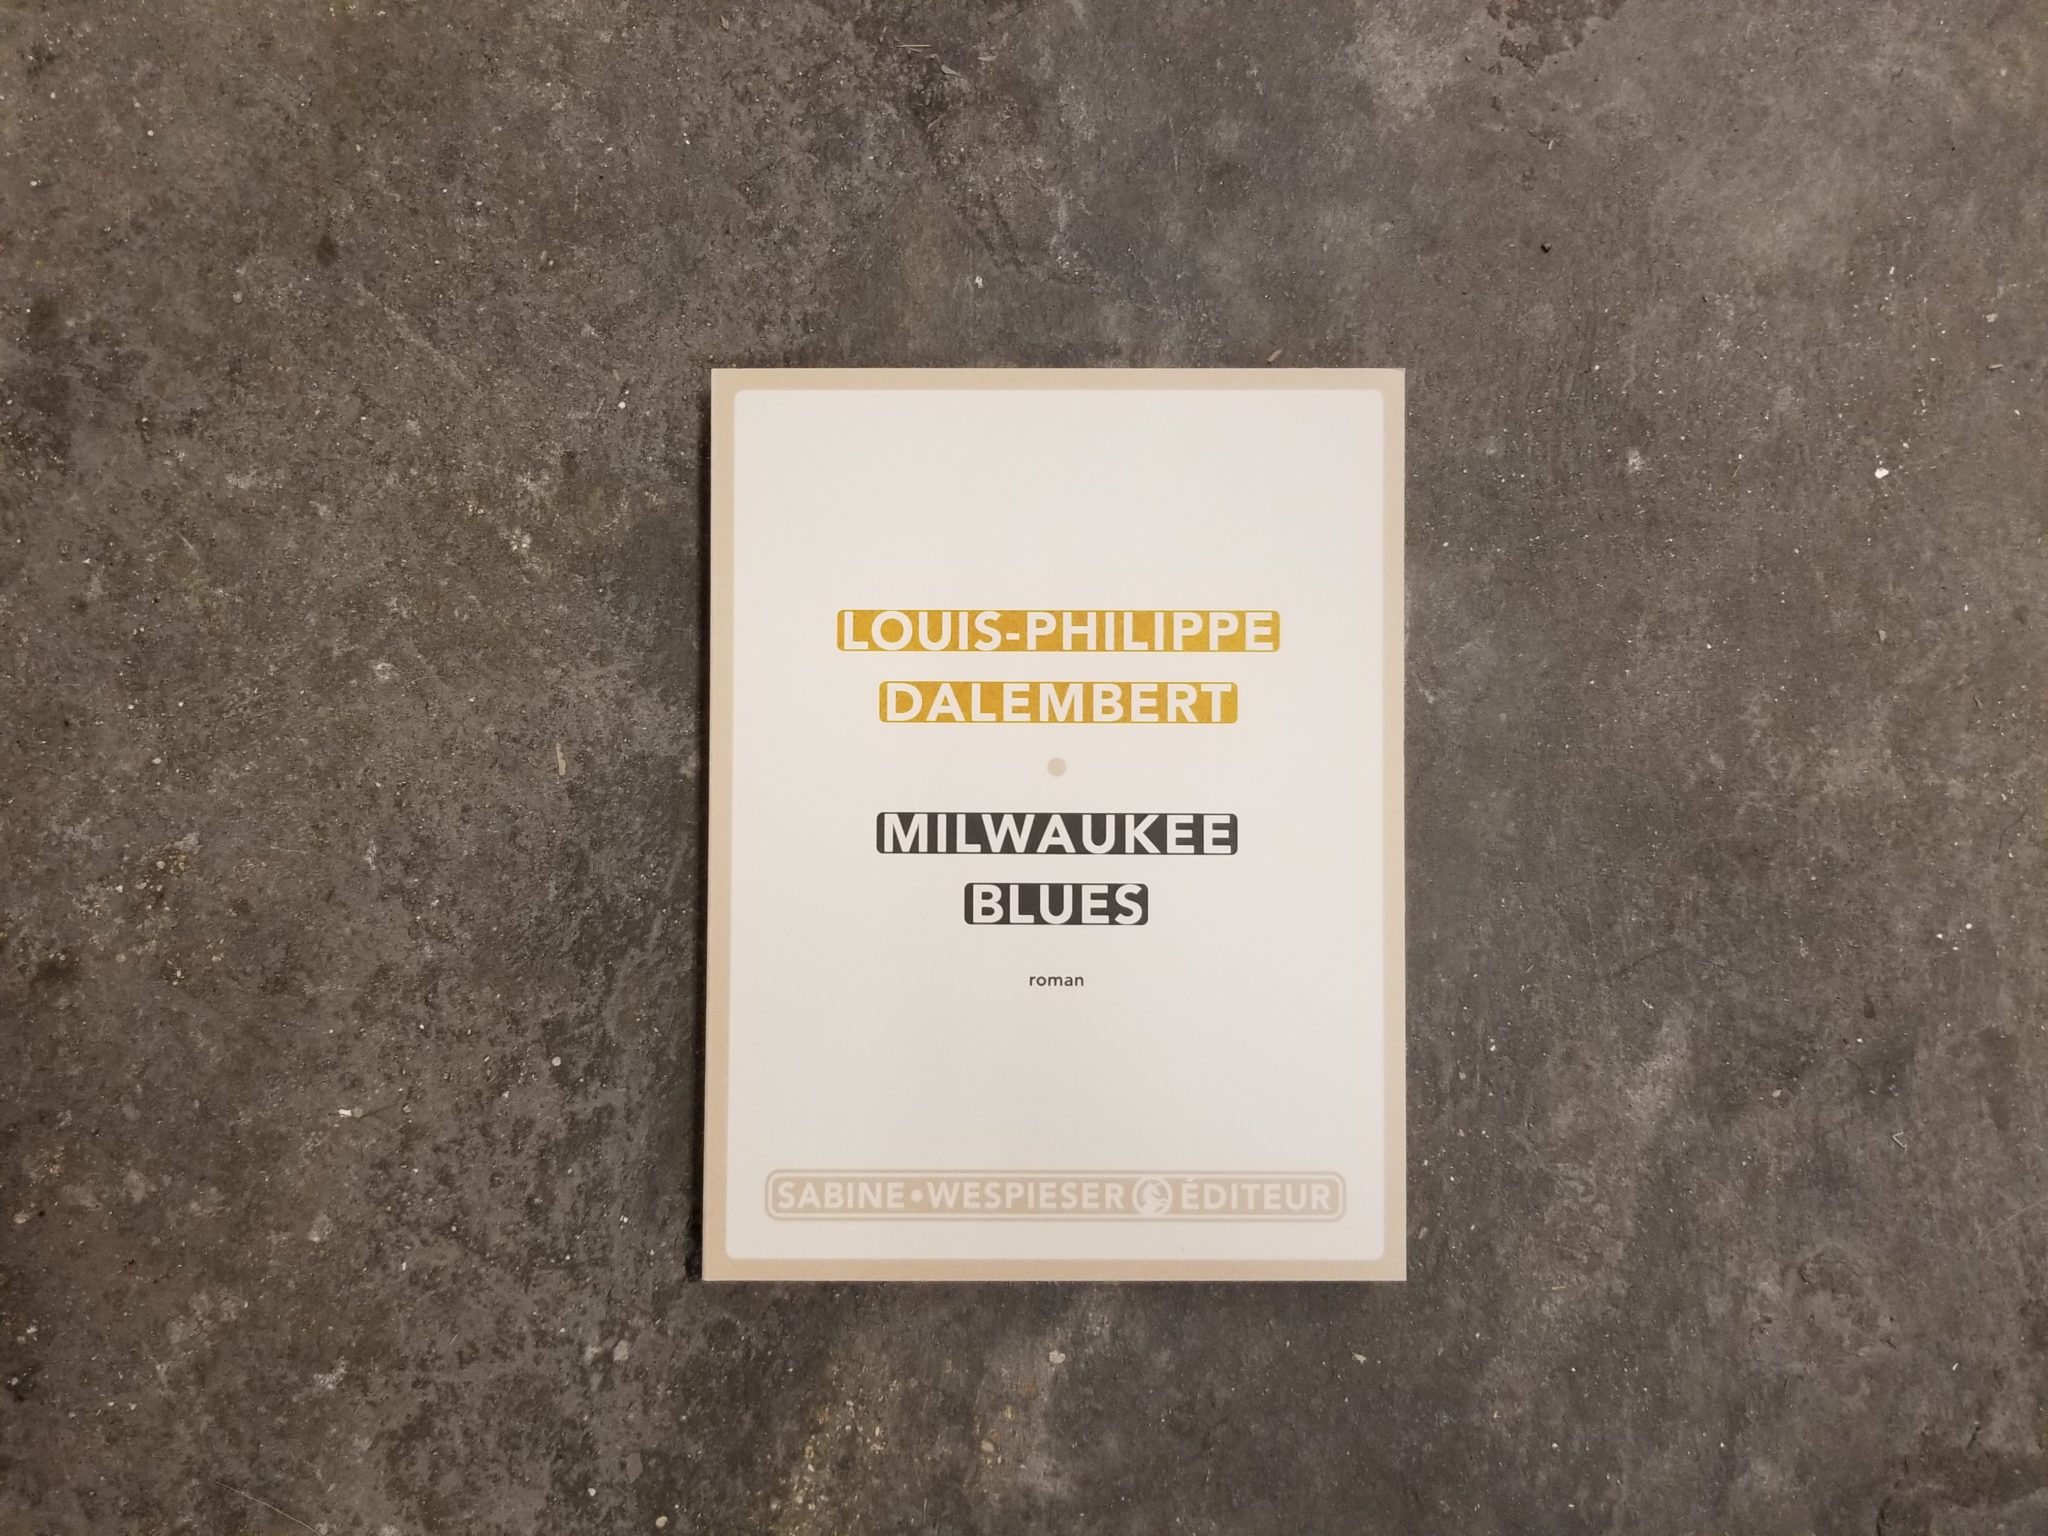 LOUIS-PHILIPPE
DALEMBERT
MILWAUKEE
BLUES
roman
SABINE•WESPIESER ÉDITEUR